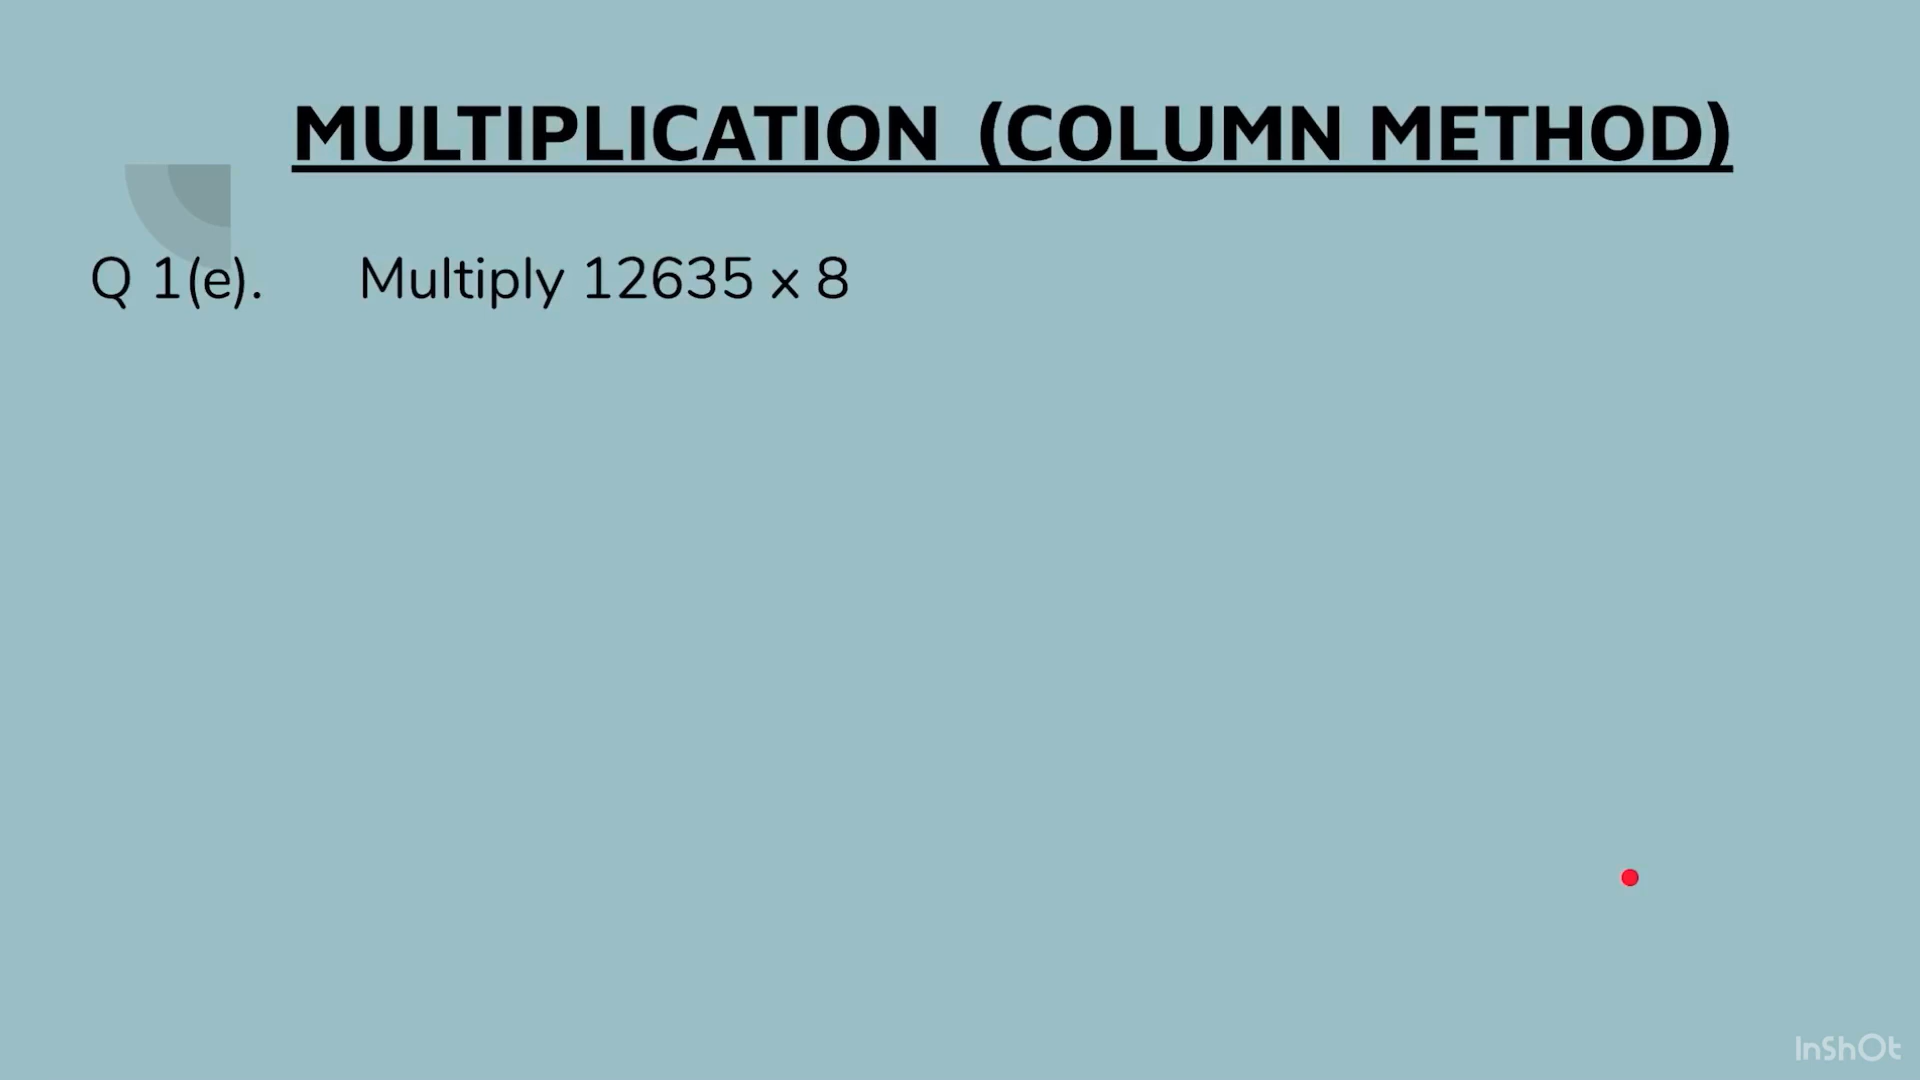 MULTIPLICATION (COLUMN METHOD)
Q 1(e). Multiply 12635 x 8
InShOt